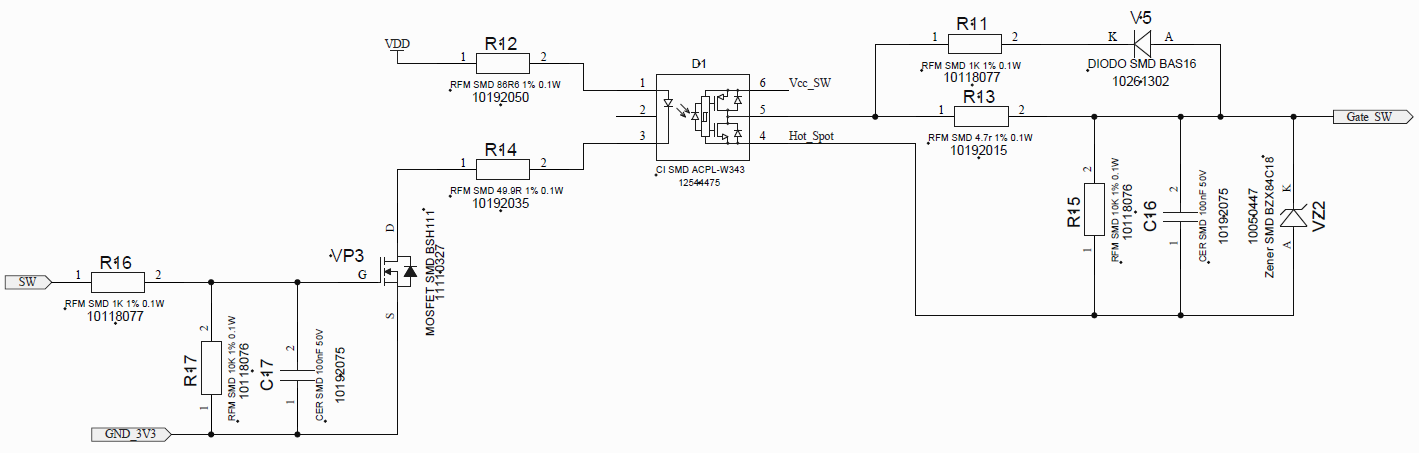 VDD
R12
1 2
RFM SMD 86R6 1% 0.1W
10192050
D1
1 6
2 5
3 4
Vcc_SW
Hot_Spot
CI SMD ACPL-W343
12544475
R11
1 2
RFM SMD 1K 1% 0.1W
10118077
V5
K A
DIODO SMD BAS16
10261302
R13
1 2
RFM SMD 4.7r 1% 0.1W
10192015
Gate_SW
R14
1 2
RFM SMD 49.9R 1% 0.1W
10192035
R15
2
1
RFM SMD 10K 1% 0.1W
10118076
C16
2
1
CER SMD 100nF 50V
10192075
10050447
Zener SMD BZX84C18
K
A
VZ2
VP3
D
G
S
MOSFET SMD BSH111
11110327
SW
R16
1 2
RFM SMD 1K 1% 0.1W
10118077
R17
2
1
RFM SMD 10K 1% 0.1W
10118076
C17
2
1
CER SMD 100nF 50V
10192075
GND_3V3